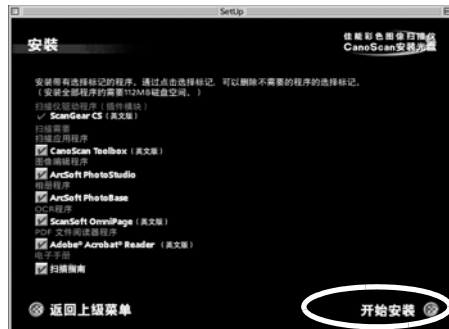 SetUp
安装
佳能彩色图像扫描仪
CanoScan安装光盘
安装带有选择标记的程序。通过点击选择标记，可以删除不需要的程序的选择标记。
（安装全部程序约需要112MB磁盘空间。）
扫描仪驱动程序（插件模块）
ScanGear CS（英文版）
扫描需要
扫描应用程序
CanoScan Toolbox（英文版）
图像编辑程序
ArcSoft PhotoStudio
相册程序
ArcSoft PhotoBase
OCR程序
ScanSoft OmniPage（英文版）
PDF 文件阅读器程序
Adobe® Acrobat® Reader （英文版）
电子手册
扫描指南
返回上级菜单
开始安装